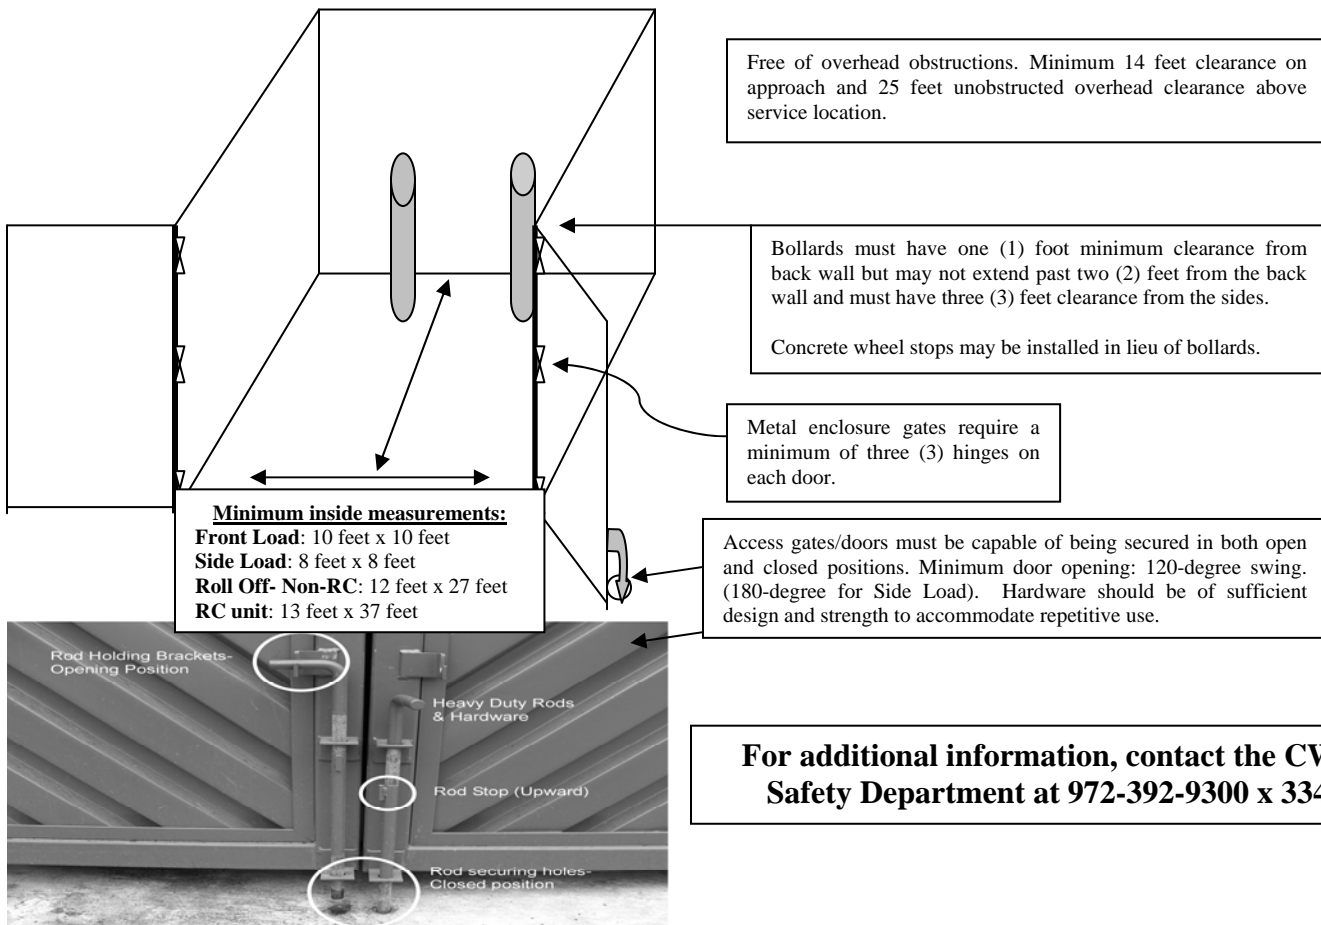 Free of overhead obstructions. Minimum 14 feet clearance on
approach and 25 feet unobstructed overhead clearance above
service location.
Bollards must have one (1) foot minimum clearance from
back wall but may not extend past two (2) feet from the back
wall and must have three (3) feet clearance from the sides.
Concrete wheel stops may be installed in lieu of bollards.
Metal enclosure gates require a
minimum of three (3) hinges on
each door.
Minimum inside measurements:
Front Load: 10 feet x 10 feet
Side Load: 8 feet x 8 feet
Roll Off- Non-RC: 12 feet x 27 feet
RC unit: 13 feet x 37 feet
Access gates/doors must be capable of being secured in both open
and closed positions. Minimum door opening: 120-degree swing.
(180-degree for Side Load). Hardware should be of sufficient
design and strength to accommodate repetitive use.
Rod Holding Brackets-
Opening Position
Heavy Duty Rods
& Hardware
Rod Stop (Upward)
Rod securing holes-
Closed position
For additional information, contact the
Safety Department at 972-392-9300 x